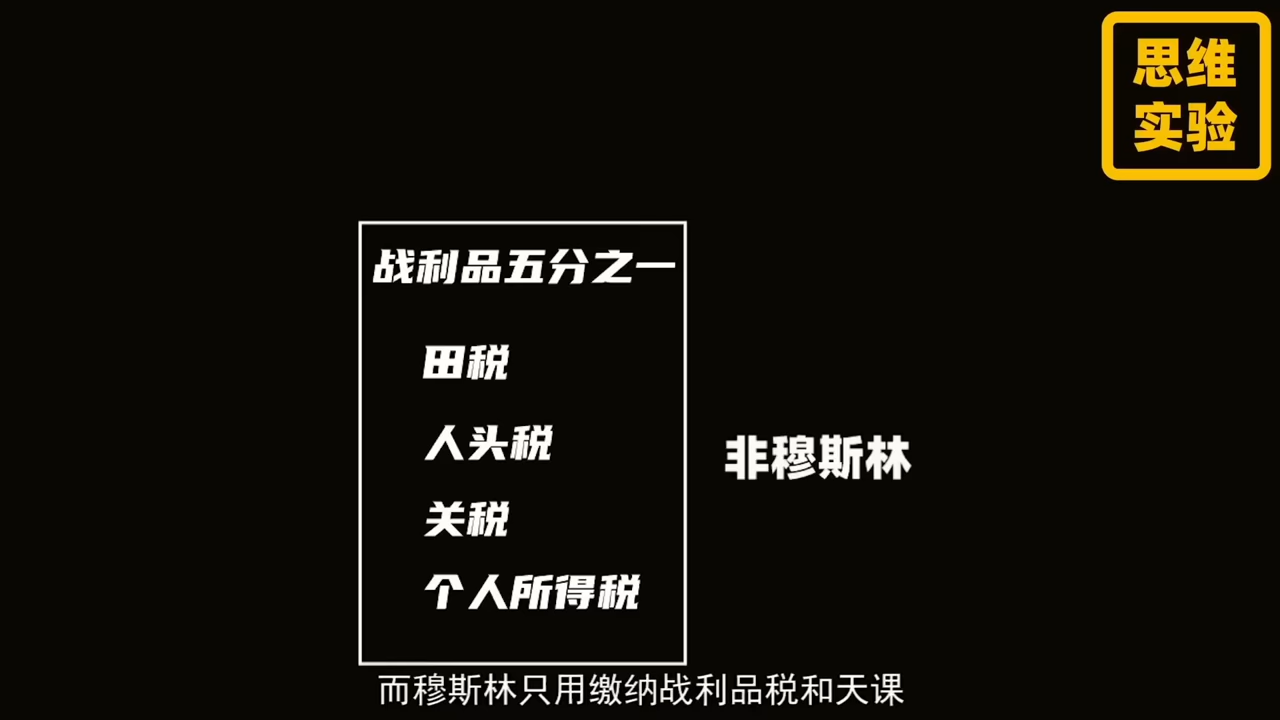 思维
实验
战利品五分之一
田税
人头税
非穆斯林
关税
个人所得税
而穆斯林只用缴纳战利品税和天课